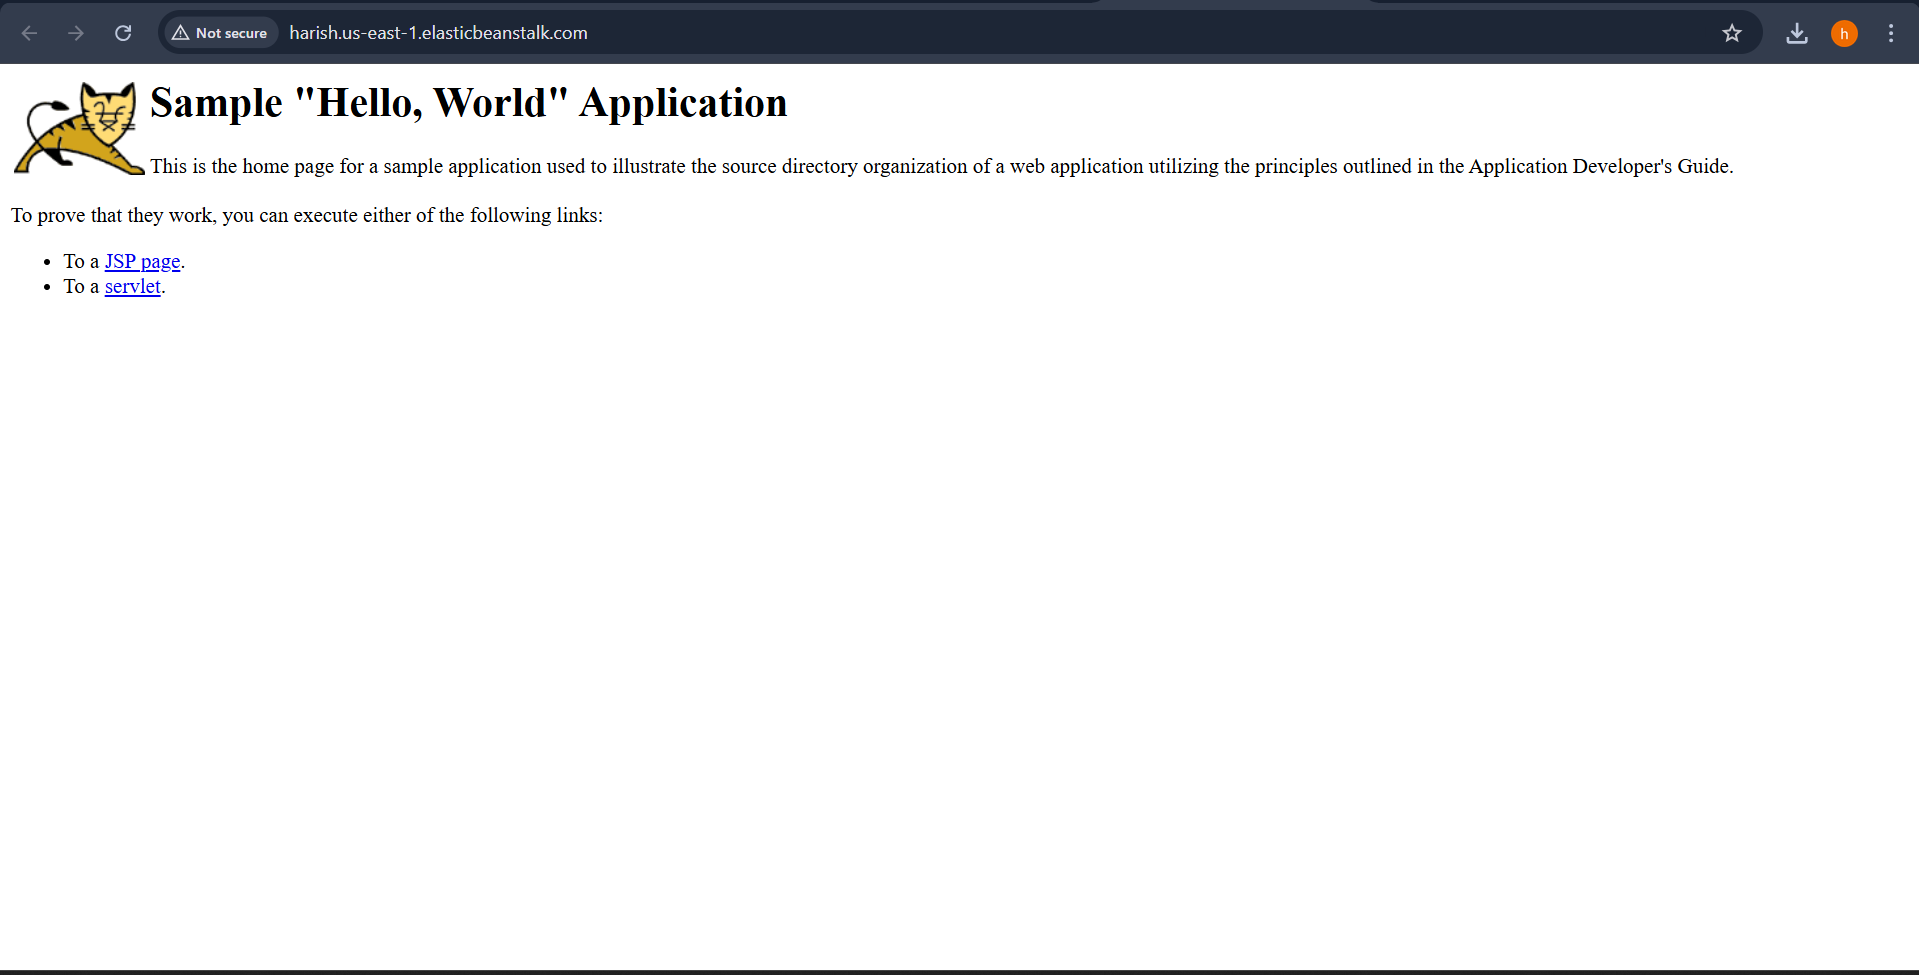 Not secure harish.us-east-1.elasticbeanstalk.com h
Sample "Hello, World" Application
This is the home page for a sample application used to illustrate the source directory organization of a web application utilizing the principles outlined in the Application Developer's Guide.
To prove that they work, you can execute either of the following links:
• To a JSP page.
• To a servlet.